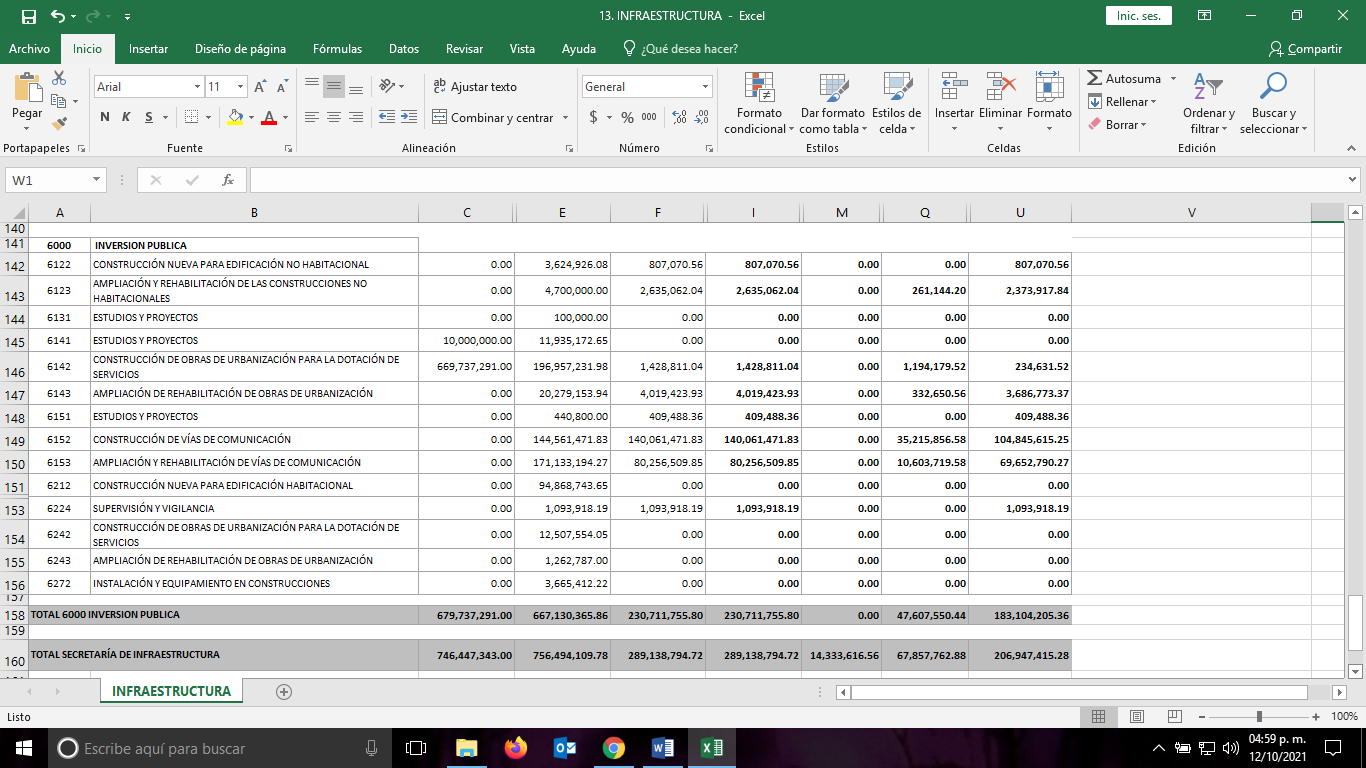 13. INFRAESTRUCTURA - Excel
Inic. ses.
Archivo Inicio Insertar Diseño de página Fórmulas Datos Revisar Vista Ayuda ¿Qué desea hacer? Compartir
Pegar
Arial 11
N K S
Ajustar texto
Combinar y centrar
General
$ % 000
Formato condicional
Dar formato como tabla
Estilos de celda
Insertar Eliminar Formato
Autosuma
Rellenar
Borrar
Ordenar y filtrar
Buscar y seleccionar
Portapapeles Fuente Alineación Número Estilos Celdas Edición
W1 fx
A B C E F I M Q U V
140
141 6000 INVERSION PUBLICA
142 6122 CONSTRUCCIÓN NUEVA PARA EDIFICACIÓN NO HABITACIONAL 0.00 3,624,926.08 807,070.56 807,070.56 0.00 0.00 807,070.56
143 6123 AMPLIACIÓN Y REHABILITACIÓN DE LAS CONSTRUCCIONES NO
HABITACIONALES 0.00 4,700,000.00 2,635,062.04 2,635,062.04 0.00 261,144.20 2,373,917.84
144 6131 ESTUDIOS Y PROYECTOS 0.00 100,000.00 0.00 0.00 0.00 0.00 0.00
145 6141 ESTUDIOS Y PROYECTOS 10,000,000.00 11,935,172.65 0.00 0.00 0.00 0.00 0.00
146 6142 CONSTRUCCIÓN DE OBRAS DE URBANIZACIÓN PARA LA DOTACIÓN DE
SERVICIOS 669,737,291.00 196,957,231.98 1,428,811.04 1,428,811.04 0.00 1,194,179.52 234,631.52
147 6143 AMPLIACIÓN DE REHABILITACIÓN DE OBRAS DE URBANIZACIÓN 0.00 20,279,153.94 4,019,423.93 4,019,423.93 0.00 332,650.56 3,686,773.37
148 6151 ESTUDIOS Y PROYECTOS 0.00 440,800.00 409,488.36 409,488.36 0.00 0.00 409,488.36
149 6152 CONSTRUCCIÓN DE VÍAS DE COMUNICACIÓN 0.00 144,561,471.83 140,061,471.83 140,061,471.83 0.00 35,215,856.58 104,845,615.25
150 6153 AMPLIACIÓN Y REHABILITACIÓN DE VÍAS DE COMUNICACIÓN 0.00 171,133,194.27 80,256,509.85 80,256,509.85 0.00 10,603,719.58 69,652,790.27
151 6212 CONSTRUCCIÓN NUEVA PARA EDIFICACIÓN HABITACIONAL 0.00 94,868,743.65 0.00 0.00 0.00 0.00 0.00
153 6224 SUPERVISIÓN Y VIGILANCIA 0.00 1,093,918.19 1,093,918.19 1,093,918.19 0.00 0.00 1,093,918.19
154 6242 CONSTRUCCIÓN DE OBRAS DE URBANIZACIÓN PARA LA DOTACIÓN DE
SERVICIOS 0.00 12,507,554.05 0.00 0.00 0.00 0.00 0.00
155 6243 AMPLIACIÓN DE REHABILITACIÓN DE OBRAS DE URBANIZACIÓN 0.00 1,262,787.00 0.00 0.00 0.00 0.00 0.00
156 6272 INSTALACIÓN Y EQUIPAMIENTO EN CONSTRUCCIONES 0.00 3,665,412.22 0.00 0.00 0.00 0.00 0.00
157
158 TOTAL 6000 INVERSION PUBLICA 679,737,291.00 667,130,365.86 230,711,755.80 230,711,755.80 0.00 47,607,550.44 183,104,205.36
159
160 TOTAL SECRETARÍA DE INFRAESTRUCTURA 746,447,343.00 756,494,109.78 289,138,794.72 289,138,794.72 14,333,616.56 67,857,762.88 206,947,415.28
INFRAESTRUCTURA
Listo 100%
Escribe aquí para buscar
04:59 p. m.
12/10/2021